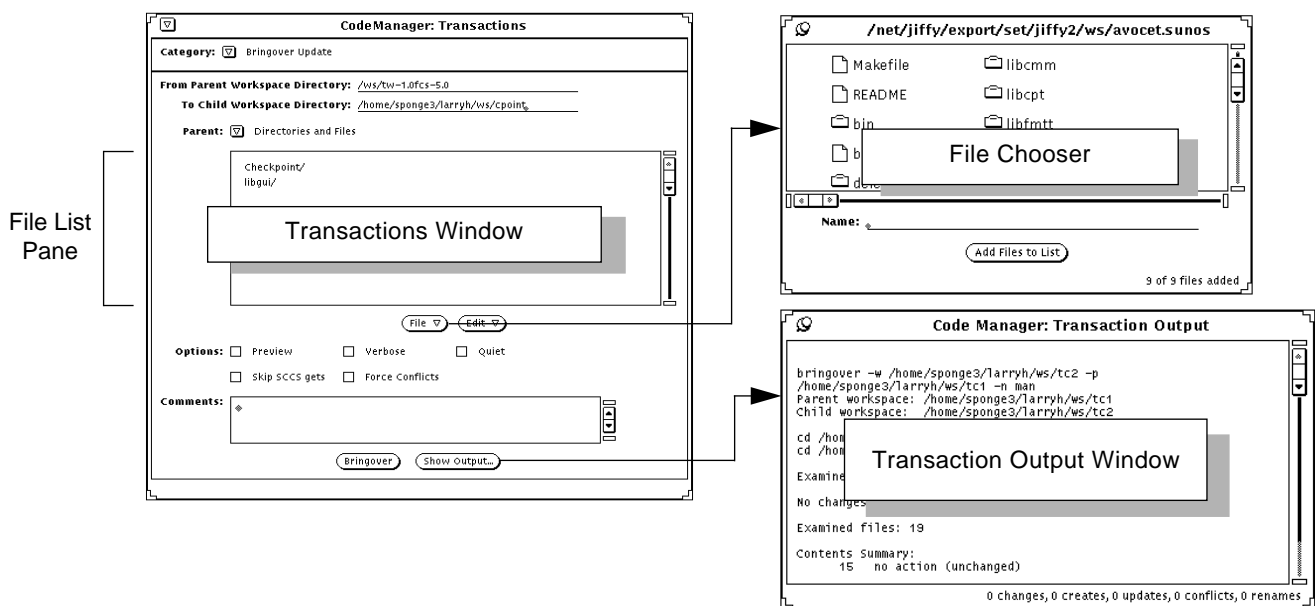 File List
Pane
CodeManager: Transactions
Category: Bringover Update
From Parent Workspace Directory: /ws/tw-1.0fcs-5.0
To Child Workspace Directory: /home/sponge3/larryh/ws/cpoint
Parent: Directories and Files
Checkpoint/
libgui/
Transactions Window
File Edit
Options: Preview Verbose Quiet
Skip SCCS gets Force Conflicts
Comments:
Bringover Show Output...
/net/jiffy/export/set/jiffy2/ws/avocet.sunos
Makefile libcmm
README libcpt
bin libfmtt
File Chooser
Name:
Add Files to List
9 of 9 files added
Code Manager: Transaction Output
bringover -w /home/sponge3/larryh/ws/tc2 -p
/home/sponge3/larryh/ws/tc1 -n man
Parent workspace: /home/sponge3/larryh/ws/tc1
Child workspace: /home/sponge3/larryh/ws/tc2
cd /hom
cd /hom
Transaction Output Window
Examine
No changes
Examined files: 19
Contents Summary:
15 no action (unchanged)
0 changes, 0 creates, 0 updates, 0 conflicts, 0 renames